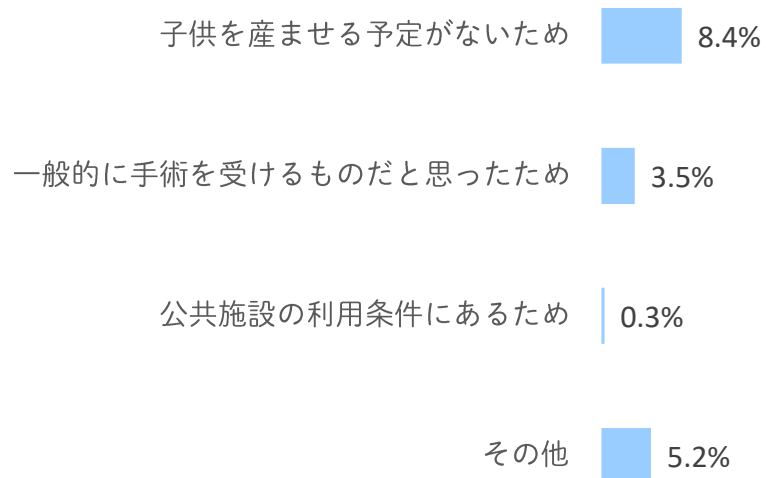 子供を産ませる予定がないため 8.4%
一般的に手術を受けるものだと思ったため 3.5%
公共施設の利用条件にあるため 0.3%
その他 5.2%